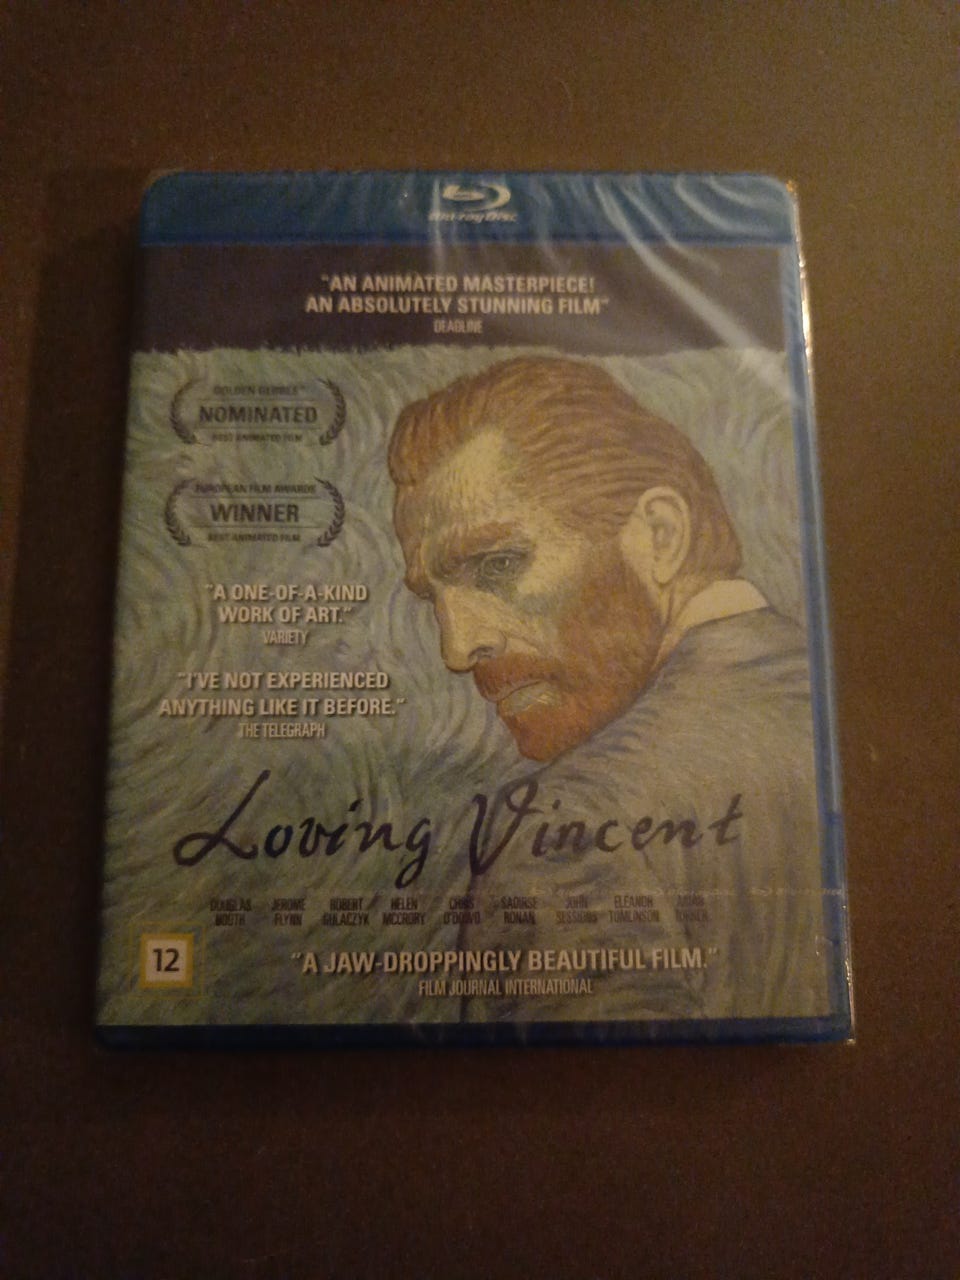 Blu-ray Disc
"AN ANIMATED MASTERPIECE!
AN ABSOLUTELY STUNNING FILM"
DEADLINE
GOLDEN GLOBE
NOMINATED
BEST ANIMATED FILM
EUROPEAN FILM AWARDS
WINNER
BEST ANIMATED FILM
"A ONE-OF-A-KIND
WORK OF ART."
VARIETY
"I'VE NOT EXPERIENCED
ANYTHING LIKE IT BEFORE."
THE TELEGRAPH
Loving Vincent
DOUGLAS JEROME ROBERT HELEN CHRIS SAOIRSE JOHN ELEANOR AIDAN
BOOTH FLYNN GULACZYK MCCRORY O'DOWD RONAN SESSIONS TOMLINSON TURNER
12
"A JAW-DROPPINGLY BEAUTIFUL FILM."
FILM JOURNAL INTERNATIONAL